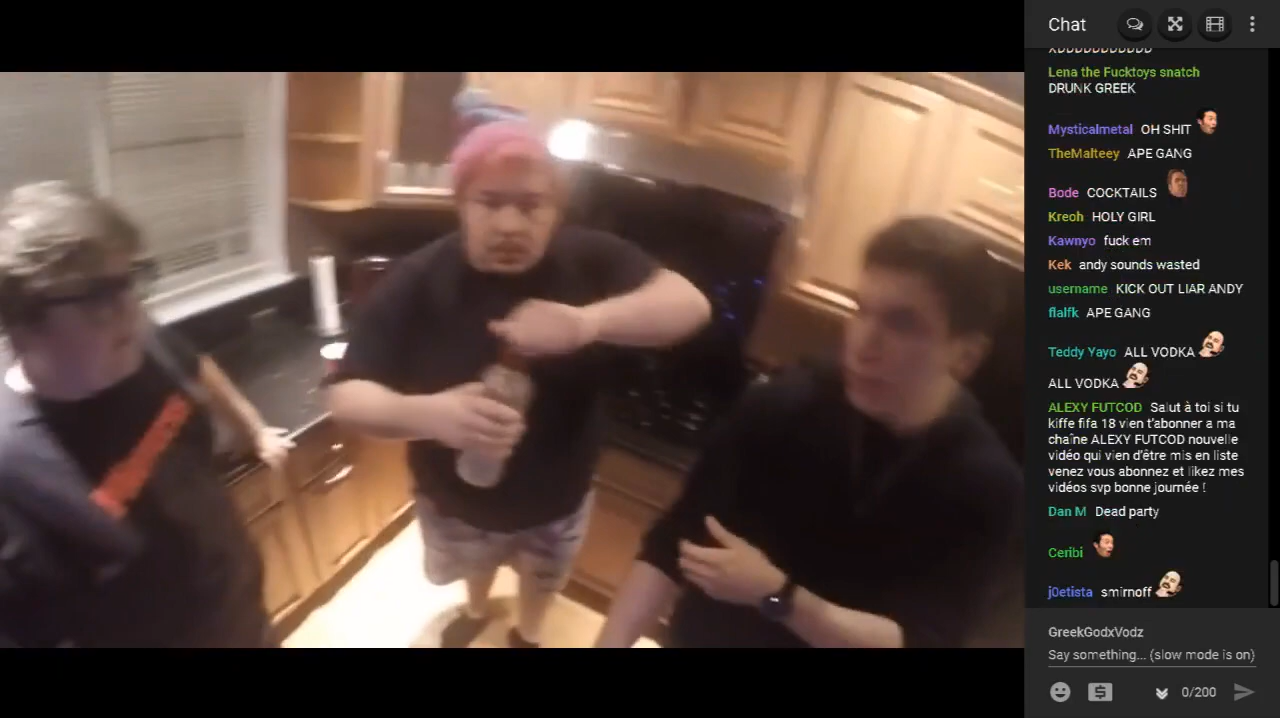 Chat
XDDDDDDDDDDD
Lena the Fucktoys snatch
DRUNK GREEK
Mysticalmetal OH SHIT
TheMalteey APE GANG
Bode COCKTAILS
Kreoh HOLY GIRL
Kawnyo fuck em
Kek andy sounds wasted
username KICK OUT LIAR ANDY
flalfk APE GANG
Teddy Yayo ALL VODKA
ALL VODKA
ALEXY FUTCOD Salut à toi si tu
kiffe fifa 18 vien t'abonner a ma
chaîne ALEXY FUTCOD nouvelle
vidéo qui vien d'être mis en liste
venez vous abonnez et likez mes
vidéos svp bonne journée !
Dan M Dead party
Ceribi
j0etista smirnoff
GreekGodxVodz
Say something... (slow mode is on)
0/200